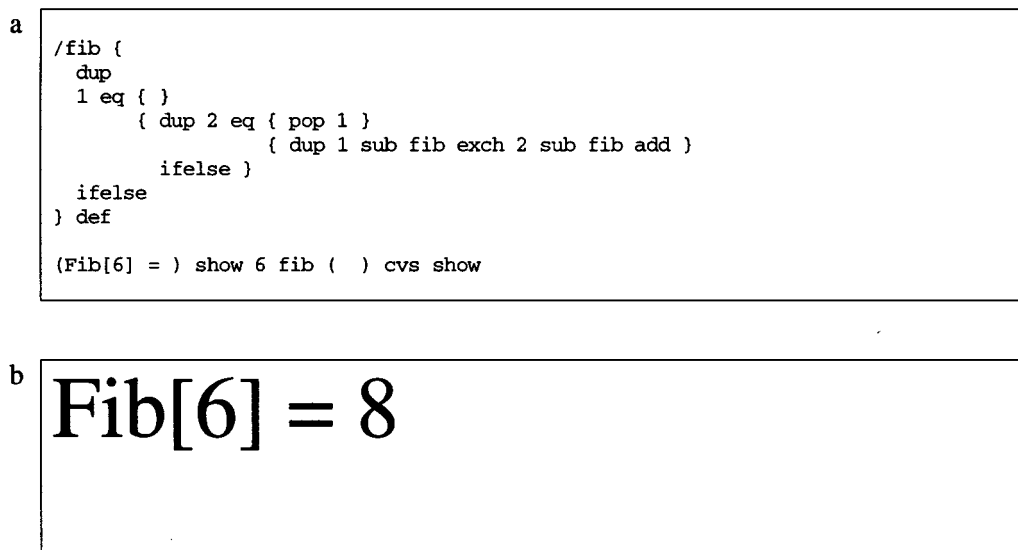 a
/fib {
  dup
  1 eq { }
       { dup 2 eq { pop 1 }
                  { dup 1 sub fib exch 2 sub fib add }
         ifelse }
  ifelse
} def
(Fib[6] = ) show 6 fib (  ) cvs show
b
Fib[6] = 8